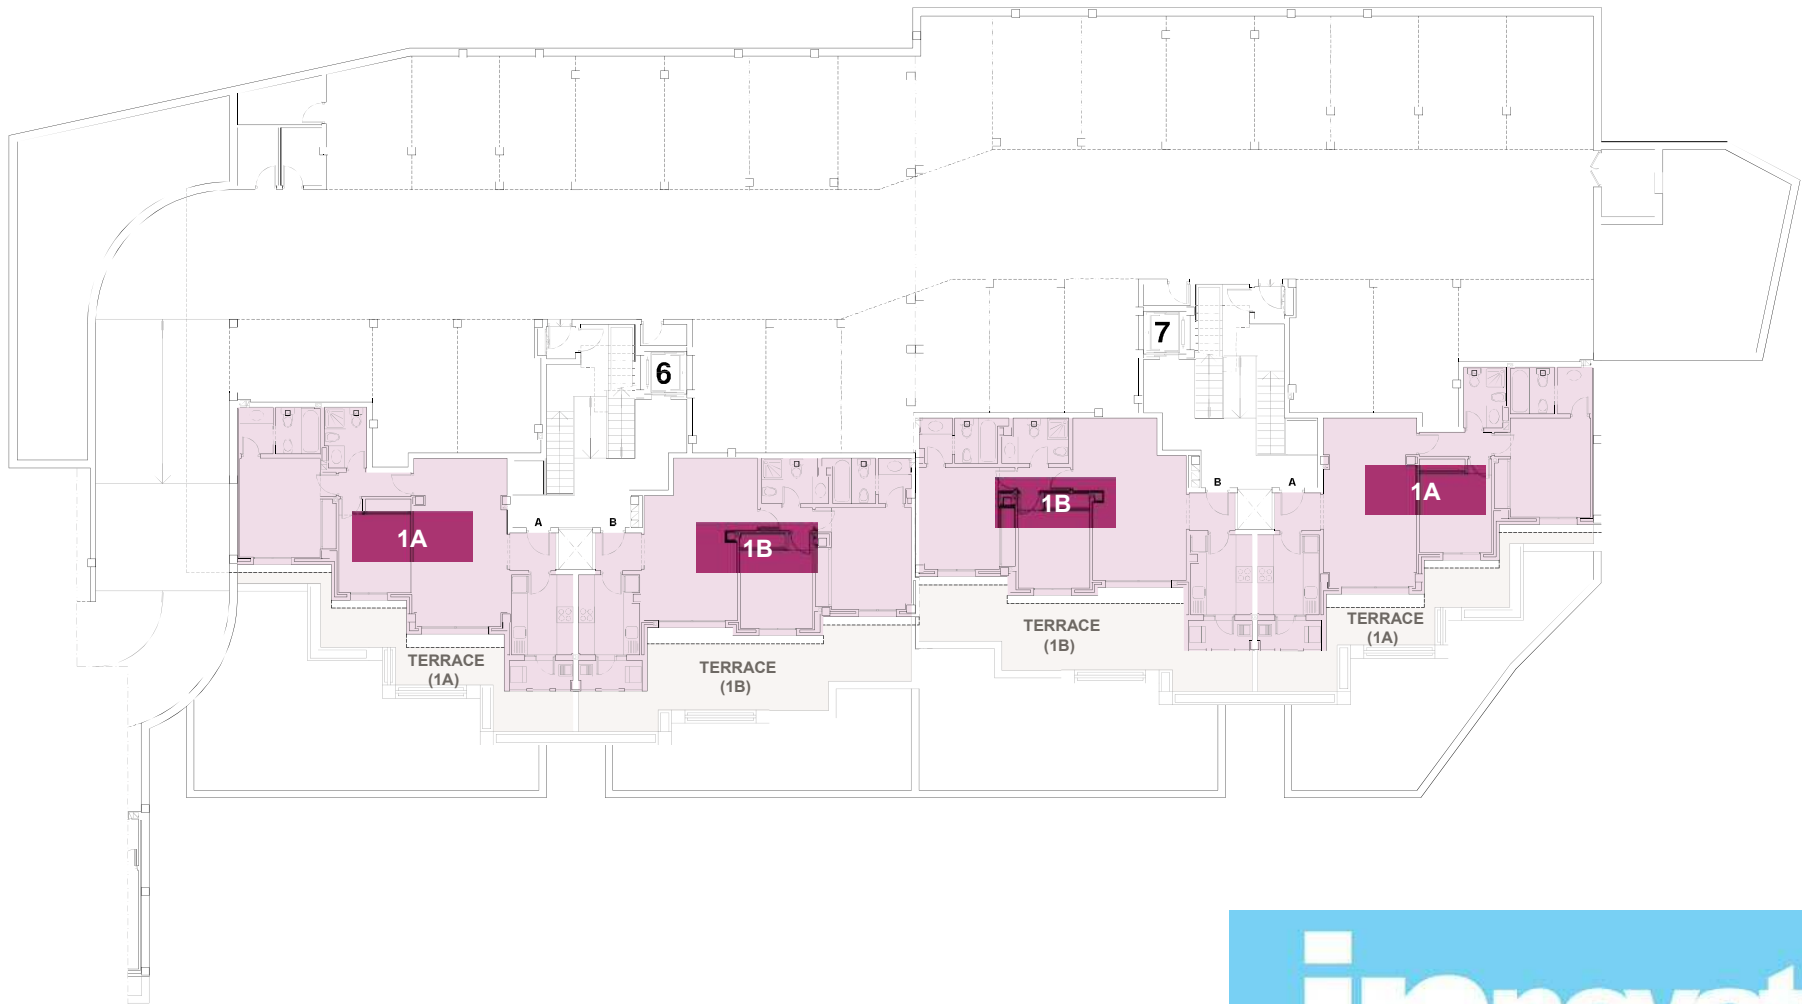 7
6
1A
1B
B
A
1A
A
B
1B
TERRACE
(1B)
TERRACE
(1A)
TERRACE
(1A)
TERRACE
(1B)